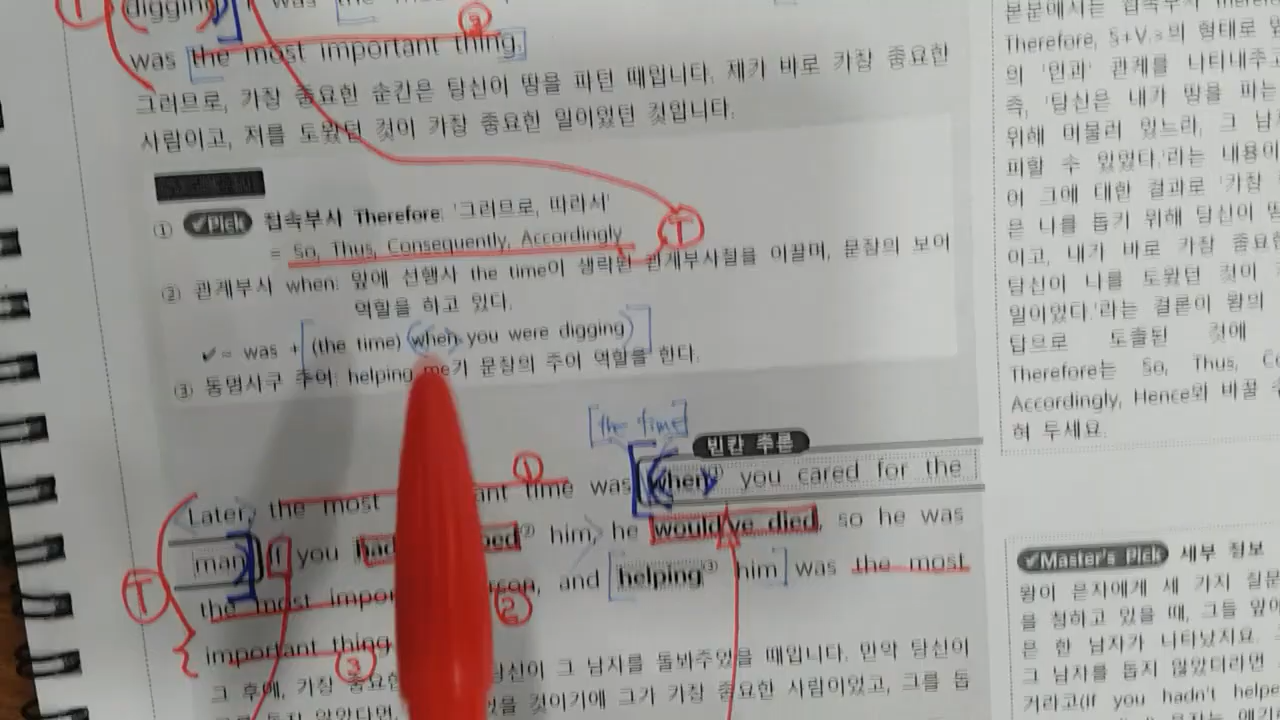 digging
was the most important thing.
그러므로, 가장 중요한 순간은 당신이 땅을 파던 때입니다. 제가 바로 가장 중요한
사람이고, 저를 도왔던 것이 가장 중요한 일이었던 것입니다.
① ✓Pick 접속부사 Therefore: '그러므로, 따라서'
= So, Thus, Consequently, Accordingly
T
② 관계부사 when: 앞에 선행사 the time이 생략된 관계부사절을 이끌며, 문장의 보어
역할을 하고 있다.
✓= was + (the time) (when you were digging)
③ 동명사구 주어: helping me가 문장의 주어 역할을 한다.
[the time]
빈칸 추론
Later, the most time was when① you cared for the
man. If you him, he would've died, so he was
the most and helping③ him was the most
important thing.
당신이 그 남자를 돌봐주었을 때입니다. 만약 당신이
그 후에, 가장 것이기에 그가 가장 중요한 사람이었고, 그를 돕
본문에서는 접속부사
Therefore, S+V.'의 형태로
의 '인과' 관계를 나타내주고
즉, '당신은 내가 땅을 파는
위해 머물러 있느라, 그
피할 수 있었다.'라는 내용이
어 그에 대한 결과로 '가장
은 나를 돕기 위해 당신이
이고, 내가 바로 가장
당신이 나를 도왔던 것이
일이었다.'라는 결론이 왕의
답으로 도출된 것에
Therefore는 So, Thus,
Accordingly, Hence와 바꿀
혀 두세요.
✓Master's Pick 세부 정보
왕이 은자에게 세 가지
을 청하고 있을 때, 그들
은 한 남자가 나타났지요.
그 남자를 돕지 않았더라면
거라고(If you hadn't